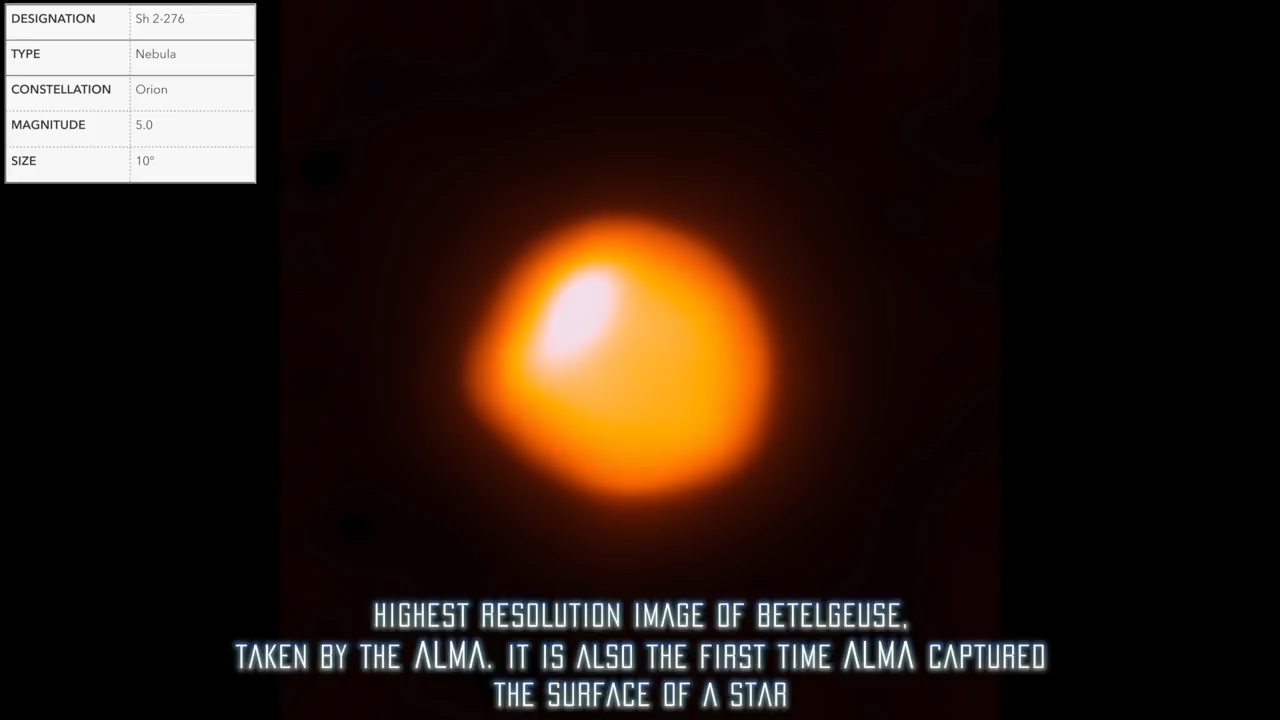 DESIGNATION Sh 2-276
TYPE Nebula
CONSTELLATION Orion
MAGNITUDE 5.0
SIZE 10°
HIGHEST RESOLUTION IMAGE OF BETELGEUSE,
TAKEN BY THE ALMA. IT IS ALSO THE FIRST TIME ALMA CAPTURED
THE SURFACE OF A STAR